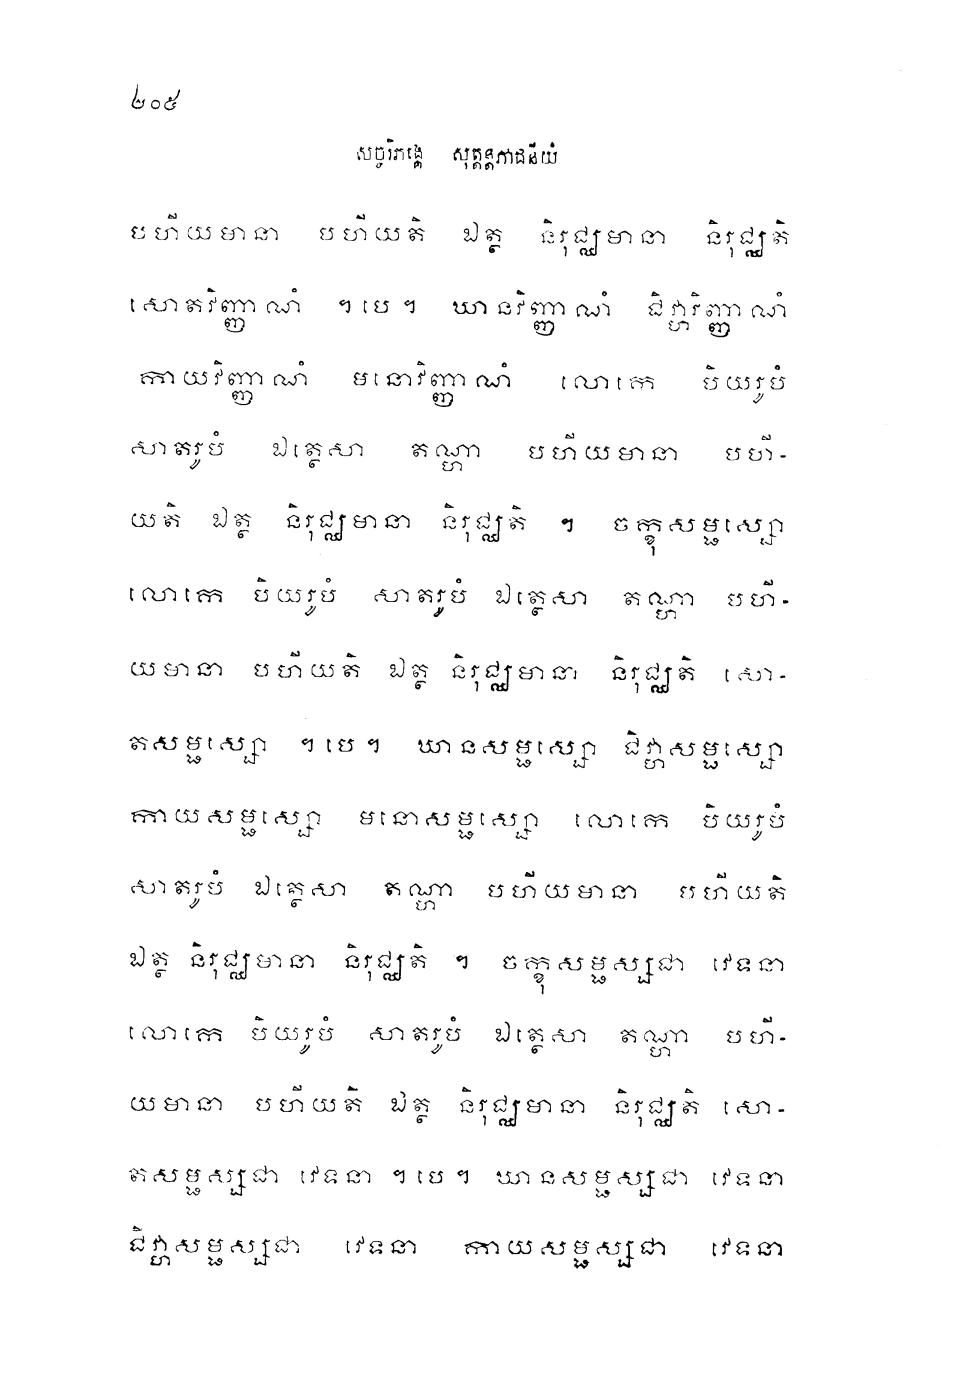 ២០៥
សច្ចវិភង្គេ សុត្តន្តភាជនីយំ
បហីយមានា បហីយតិ ឯត្ថ និរុជ្ឈមានា និរុជ្ឈតិ
សោតវិញ្ញាណំ ។ បេ ។ ឃានវិញ្ញាណំ ជិវ្ហាវិញ្ញាណំ
កាយវិញ្ញាណំ មនោវិញ្ញាណំ លោកេ បិយរូបំ
សាតរូបំ ឯត្ថេសា តណ្ហា បហីយមានា បហី-
យតិ ឯត្ថ និរុជ្ឈមានា និរុជ្ឈតិ ។ ចក្ខុសម្ផស្សោ
លោកេ បិយរូបំ សាតរូបំ ឯត្ថេសា តណ្ហា បហី-
យមានា បហីយតិ ឯត្ថ និរុជ្ឈមានា និរុជ្ឈតិ សោ-
តសម្ផស្សោ ។ បេ ។ ឃានសម្ផស្សោ ជិវ្ហាសម្ផស្សោ
កាយសម្ផស្សោ មនោសម្ផស្សោ លោកេ បិយរូបំ
សាតរូបំ ឯត្ថេសា តណ្ហា បហីយមានា បហីយតិ
ឯត្ថ និរុជ្ឈមានា និរុជ្ឈតិ ។ ចក្ខុសម្ផស្សជា វេទនា
លោកេ បិយរូបំ សាតរូបំ ឯត្ថេសា តណ្ហា បហី-
យមានា បហីយតិ ឯត្ថ និរុជ្ឈមានា និរុជ្ឈតិ សោ-
តសម្ផស្សជា វេទនា ។ បេ ។ ឃានសម្ផស្សជា វេទនា
ជិវ្ហាសម្ផស្សជា វេទនា កាយសម្ផស្សជា វេទនា